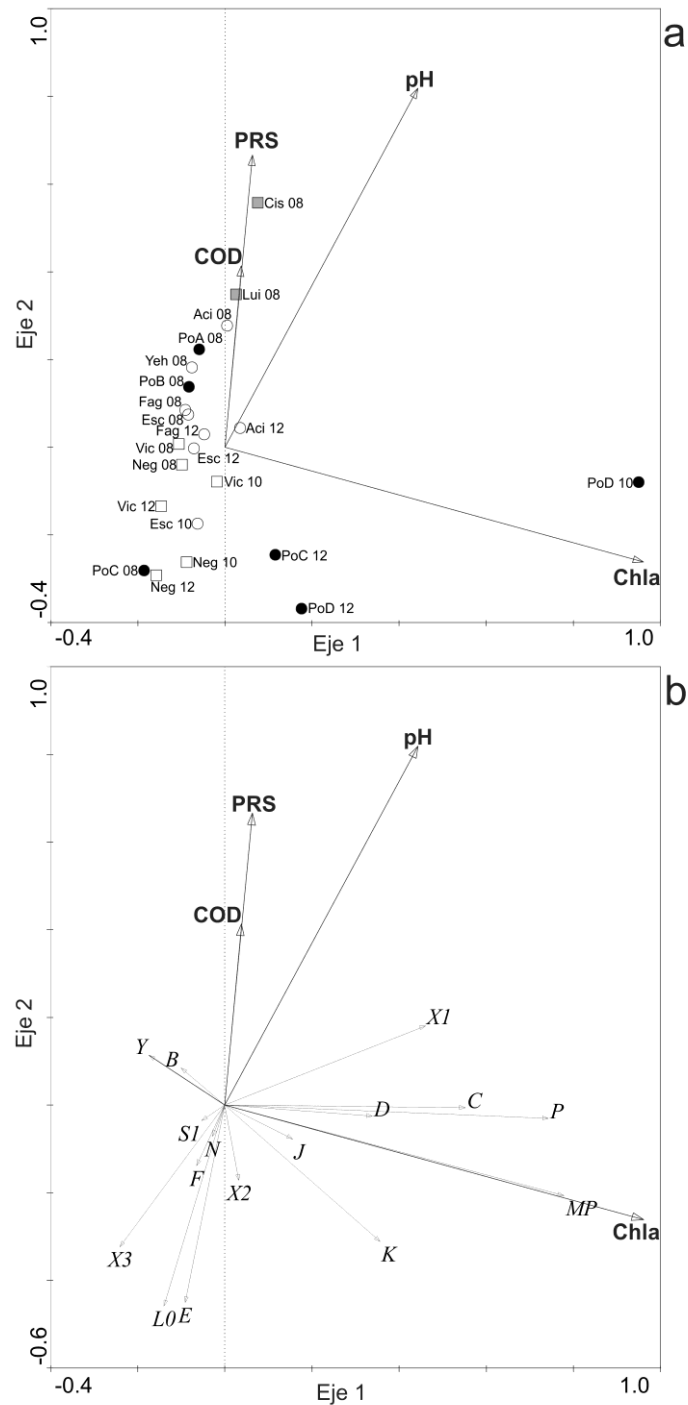 1.0
a
pH
PRS
Cis 08
COD
Lui 08
Aci 08
PoA 08
Yeh 08
PoB 08
Fag 08
Esc 08
Fag 12
Aci 12
Vic 08
Esc 12
Neg 08
Vic 10
PoD 10
Vic 12
Esc 10
PoC 12
Neg 10
PoC 08
Neg 12
Chla
PoD 12
Eje 2
-0.4
-0.4
Eje 1
1.0
1.0
b
pH
PRS
COD
X1
Y
B
D
C
P
S1
N
J
F
X2
MP
Chla
X3
K
L0
E
Eje 2
-0.6
-0.4
Eje 1
1.0